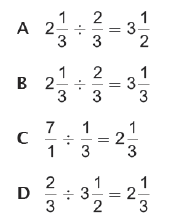 A 2 1/3 ÷ 2/3 = 3 1/2
B 2 1/3 ÷ 2/3 = 3 1/3
C 7/1 ÷ 1/3 = 2 1/3
D 2/3 ÷ 3 1/2 = 2 1/3